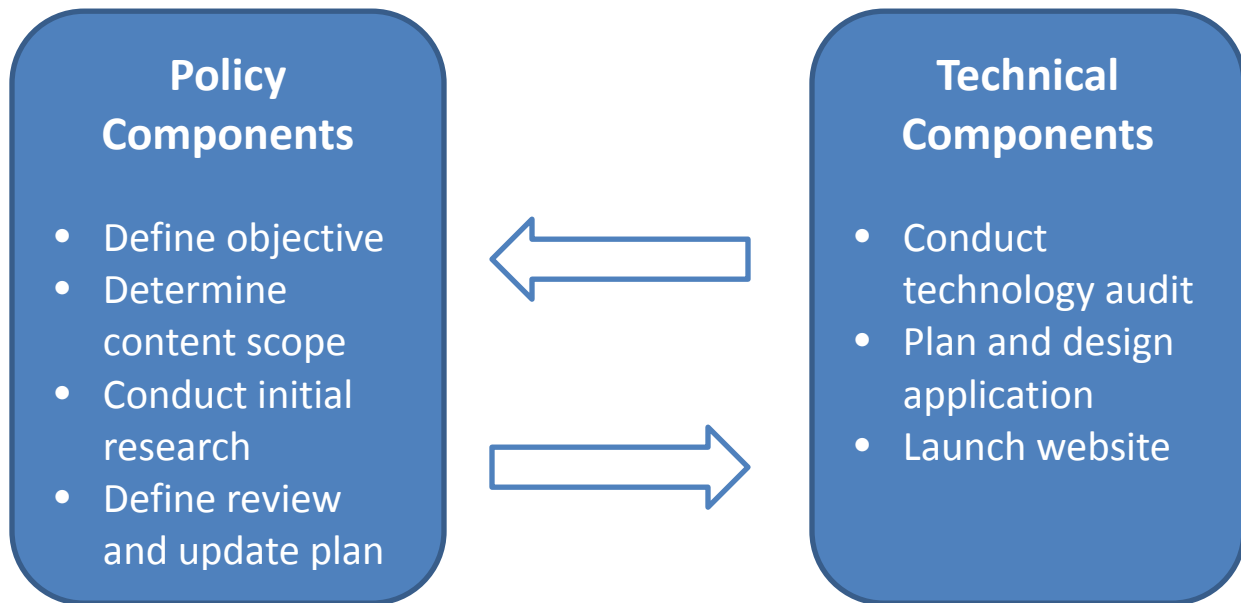 Policy
Components
• Define objective
• Determine
content scope
• Conduct initial
research
• Define review
and update plan
Technical
Components
• Conduct
technology audit
• Plan and design
application
• Launch website